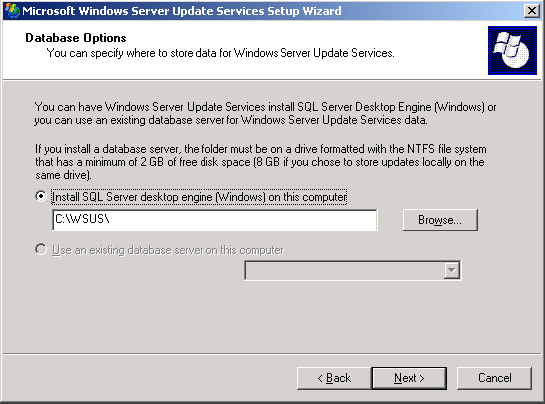 Microsoft Windows Server Update Services Setup Wizard
Database Options
You can specify where to store data for Windows Server Update Services.
You can have Windows Server Update Services install SQL Server Desktop Engine (Windows) or
you can use an existing database server for Windows Server Update Services data.
If you install a database server, the folder must be on a drive formatted with the NTFS file system
that has a minimum of 2 GB of free disk space (8 GB if you chose to store updates locally on the
same drive).
Install SQL Server desktop engine (Windows) on this computer
C:\WSUS\
Browse...
Use an existing database server on this computer
< Back
Next >
Cancel